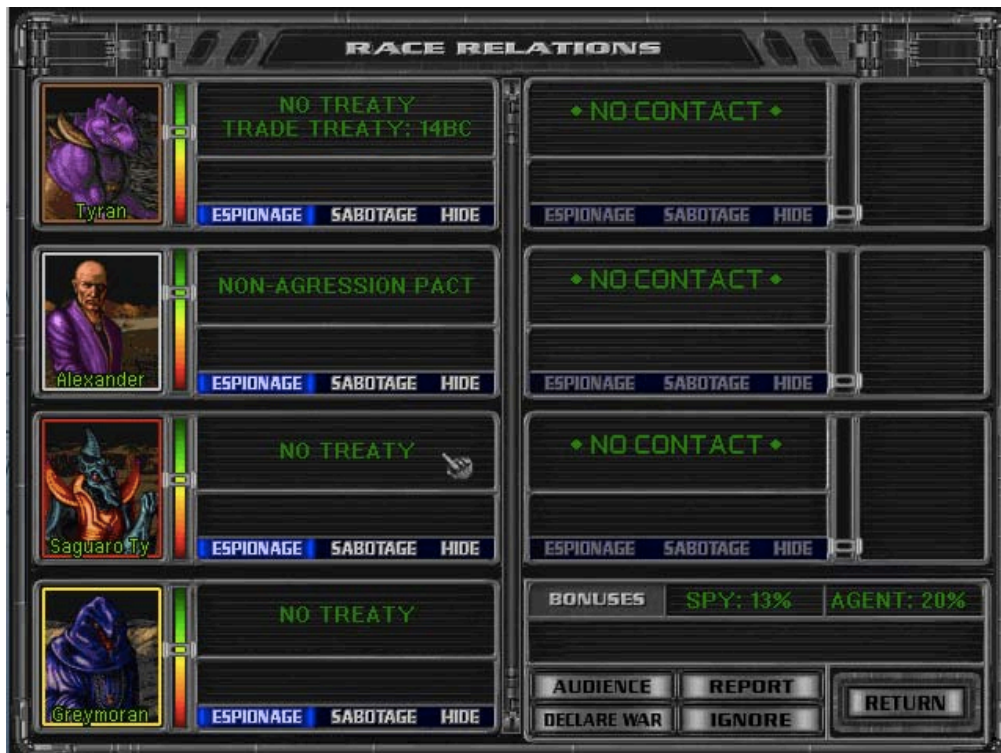 RACE RELATIONS
NO TREATY
TRADE TREATY: 14BC
Tyran
ESPIONAGE SABOTAGE HIDE
NON-AGRESSION PACT
Alexander
ESPIONAGE SABOTAGE HIDE
NO TREATY
Saguaro Ty
ESPIONAGE SABOTAGE HIDE
NO TREATY
Greymoran
ESPIONAGE SABOTAGE HIDE
• NO CONTACT •
ESPIONAGE SABOTAGE HIDE
• NO CONTACT •
ESPIONAGE SABOTAGE HIDE
• NO CONTACT •
ESPIONAGE SABOTAGE HIDE
BONUSES SPY: 13% AGENT: 20%
AUDIENCE REPORT
DECLARE WAR IGNORE
RETURN